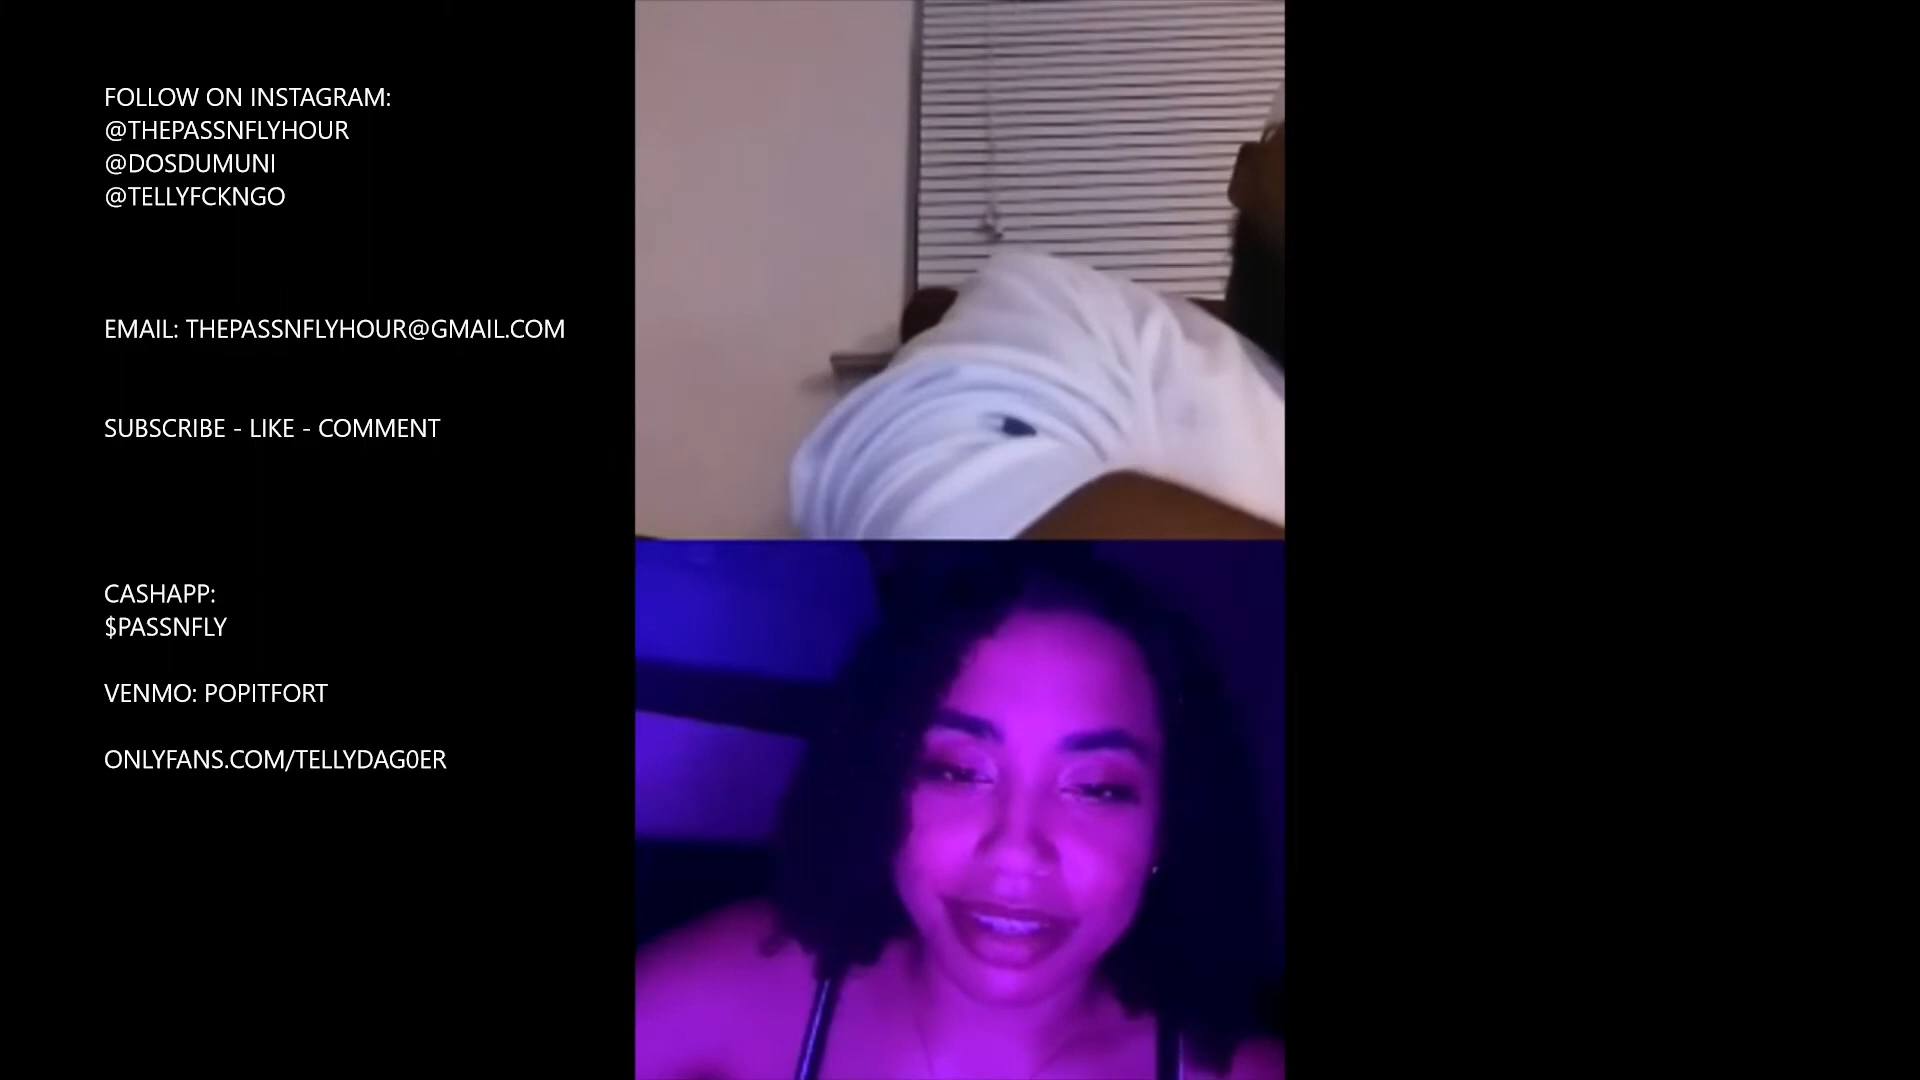 FOLLOW ON INSTAGRAM:
@THEPASSNFLYHOUR
@DOSDUMUNI
@TELLYFCKNGO
EMAIL: THEPASSNFLYHOUR@GMAIL.COM
SUBSCRIBE - LIKE - COMMENT
CASHAPP:
$PASSNFLY
VENMO: POPITFORT
ONLYFANS.COM/TELLYDAG0ER